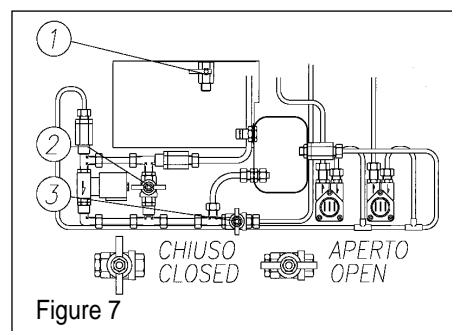 1
2
3
CHIUSO
CLOSED
APERTO
OPEN
Figure 7